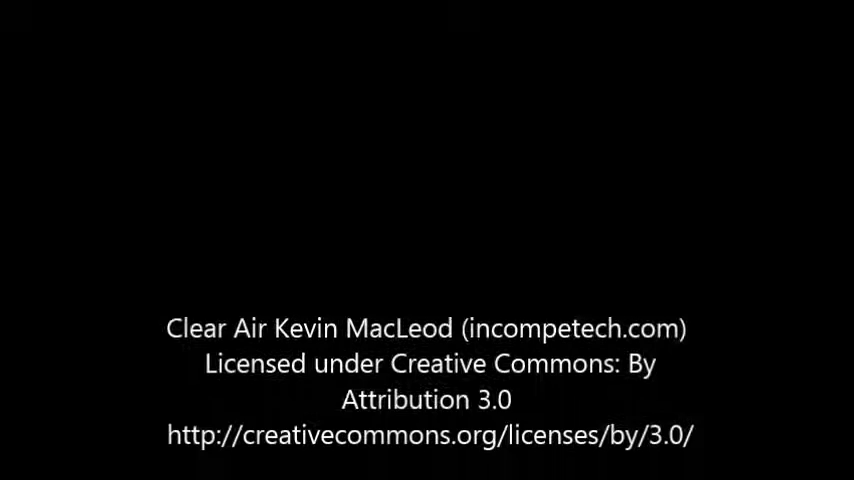 Clear Air Kevin MacLeod (incompetech.com)
Licensed under Creative Commons: By
Attribution 3.0
http://creativecommons.org/licenses/by/3.0/